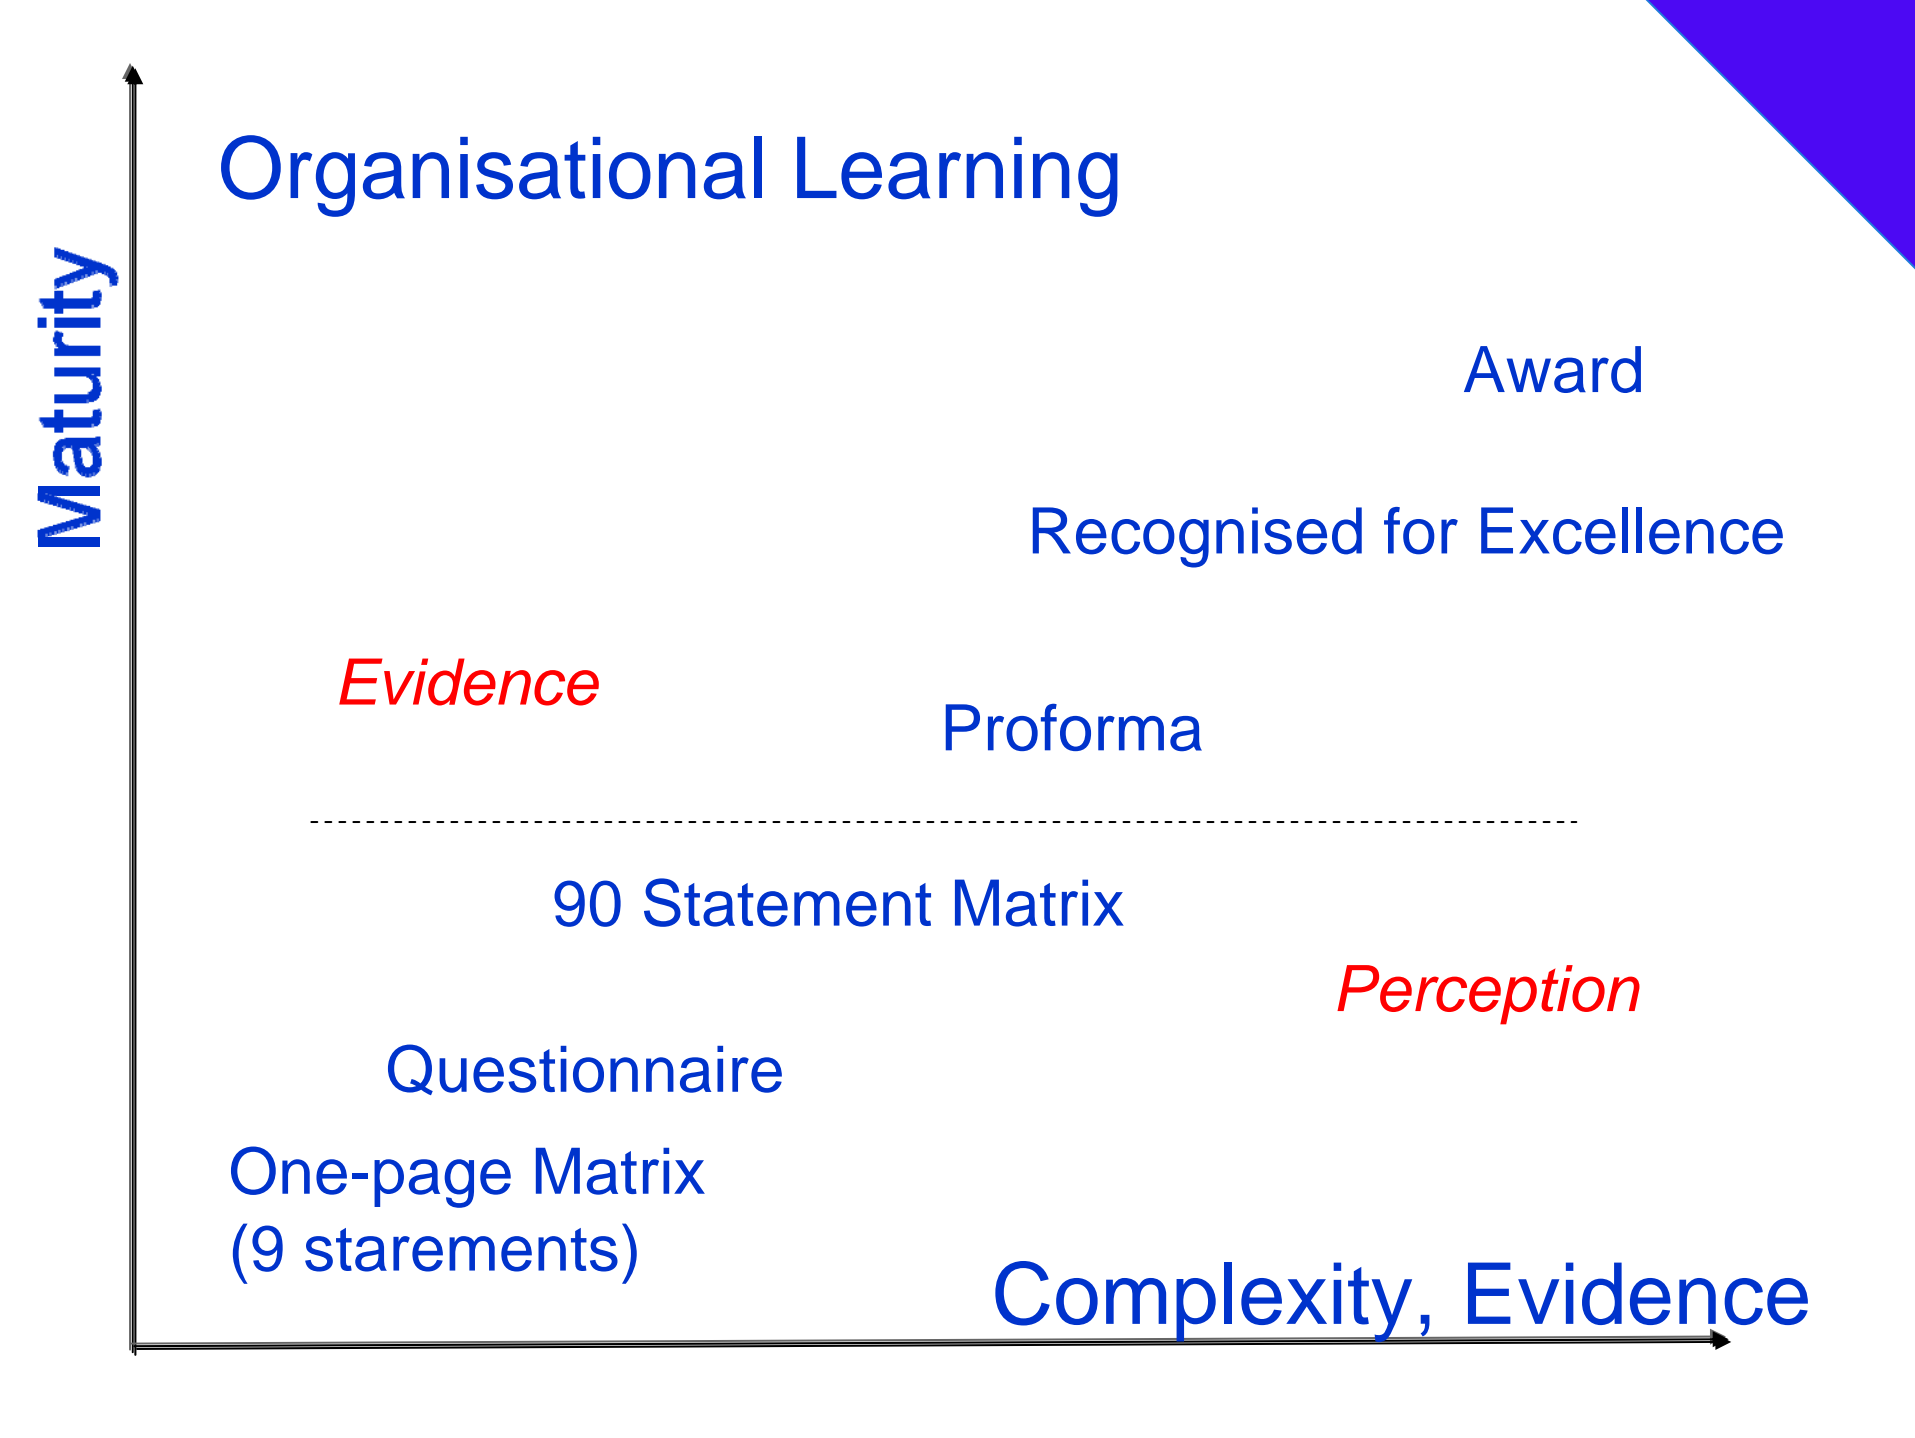 Organisational Learning
Maturity
Award
Recognised for Excellence
Evidence
Proforma
90 Statement Matrix
Perception
Questionnaire
One-page Matrix
(9 starements)
Complexity, Evidence